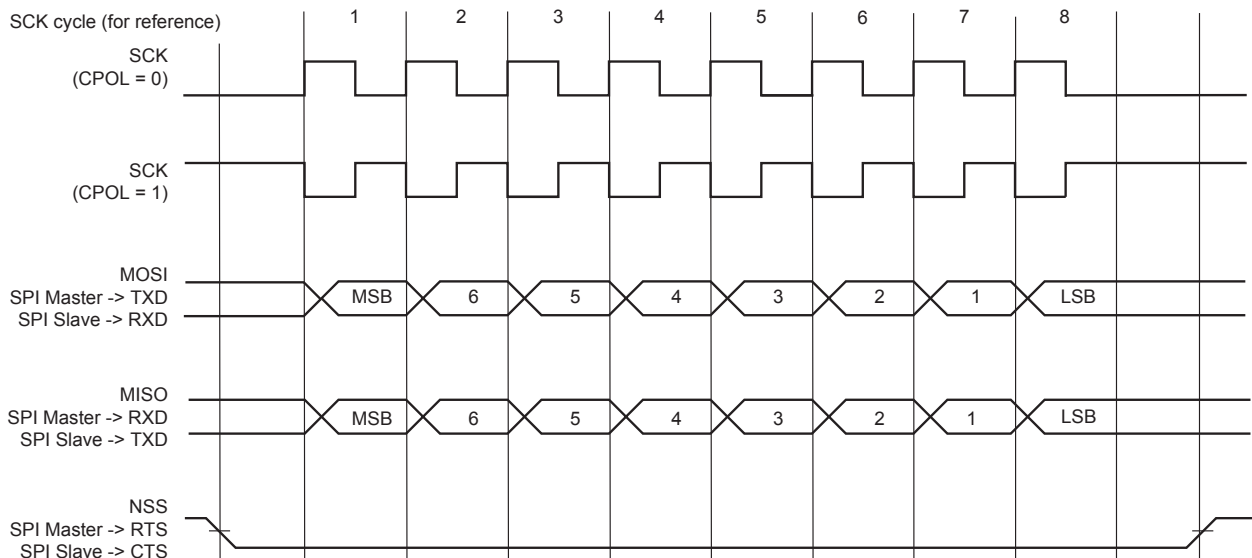 SCK cycle (for reference)
1 2 3 4 5 6 7 8
SCK
(CPOL = 0)
SCK
(CPOL = 1)
MOSI
SPI Master -> TXD
SPI Slave -> RXD
MSB 6 5 4 3 2 1 LSB
MISO
SPI Master -> RXD
SPI Slave -> TXD
MSB 6 5 4 3 2 1 LSB
NSS
SPI Master -> RTS
SPI Slave -> CTS